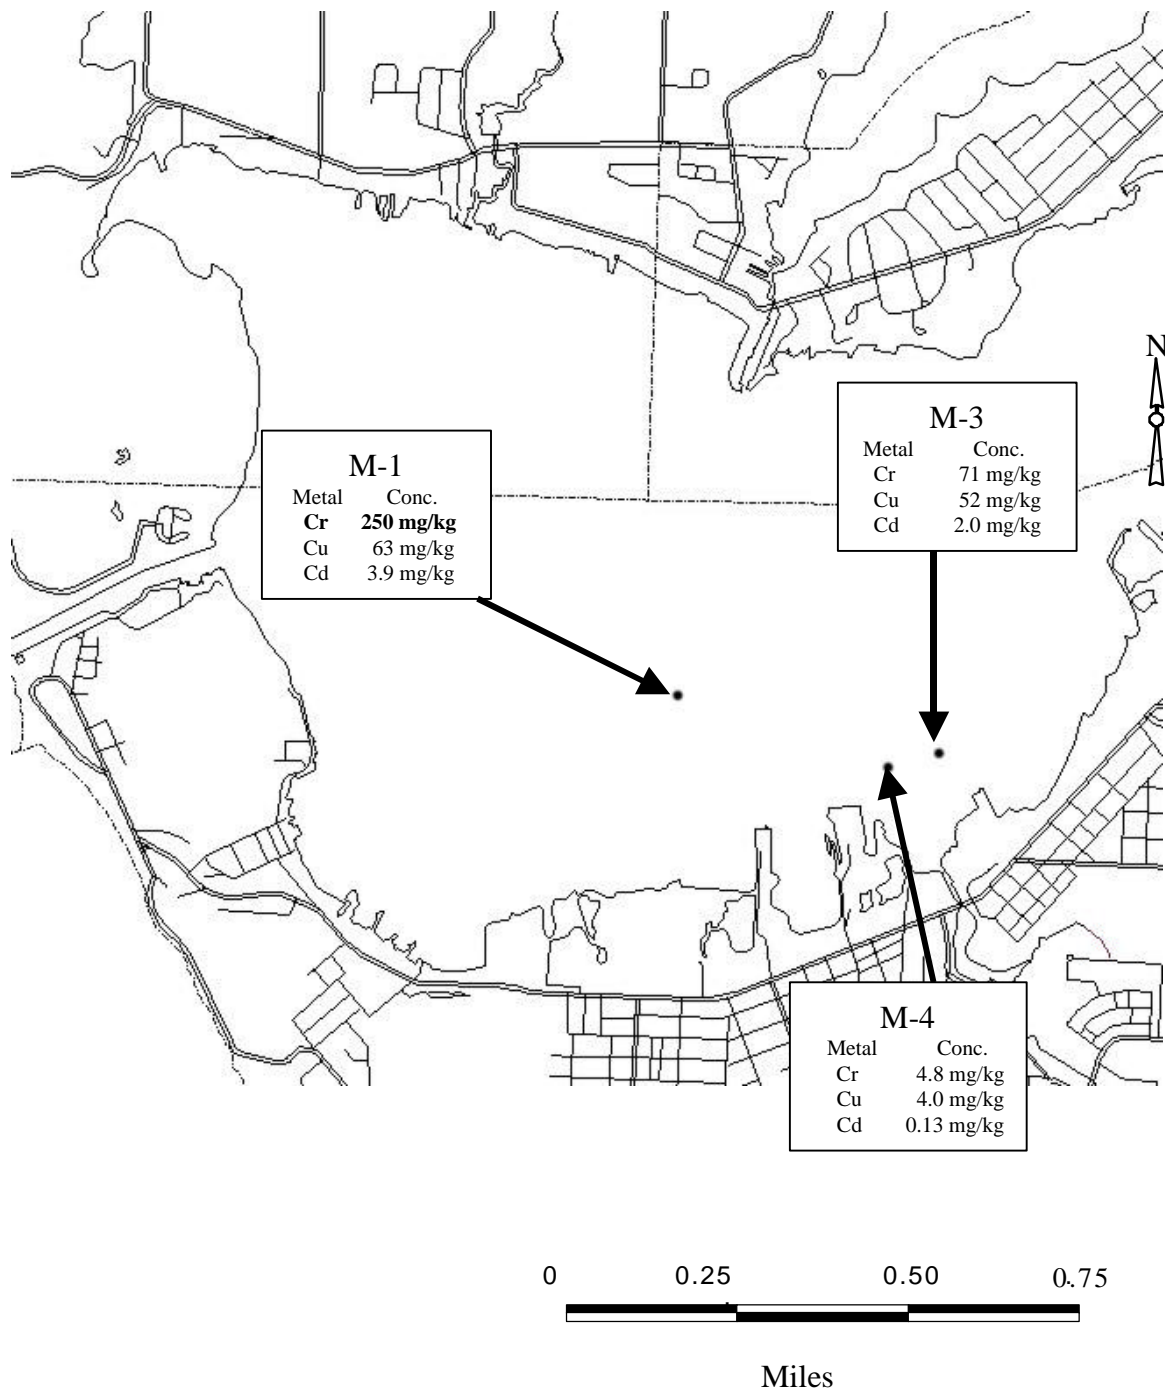 N
M-3
Metal Conc.
Cr 71 mg/kg
Cu 52 mg/kg
Cd 2.0 mg/kg
M-1
Metal Conc.
Cr 250 mg/kg
Cu 63 mg/kg
Cd 3.9 mg/kg
M-4
Metal Conc.
Cr 4.8 mg/kg
Cu 4.0 mg/kg
Cd 0.13 mg/kg
0 0.25 0.50 0.75
Miles